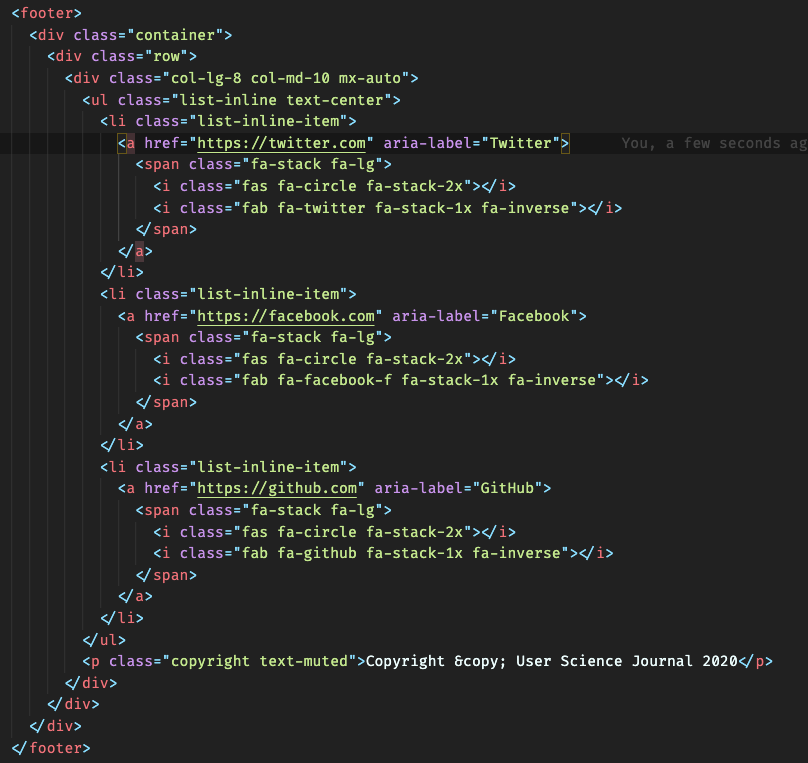 <footer>
  <div class="container">
    <div class="row">
      <div class="col-lg-8 col-md-10 mx-auto">
        <ul class="list-inline text-center">
          <li class="list-inline-item">
            <a href="https://twitter.com" aria-label="Twitter">      You, a few seconds ag
              <span class="fa-stack fa-lg">
                <i class="fas fa-circle fa-stack-2x"></i>
                <i class="fab fa-twitter fa-stack-1x fa-inverse"></i>
              </span>
            </a>
          </li>
          <li class="list-inline-item">
            <a href="https://facebook.com" aria-label="Facebook">
              <span class="fa-stack fa-lg">
                <i class="fas fa-circle fa-stack-2x"></i>
                <i class="fab fa-facebook-f fa-stack-1x fa-inverse"></i>
              </span>
            </a>
          </li>
          <li class="list-inline-item">
            <a href="https://github.com" aria-label="GitHub">
              <span class="fa-stack fa-lg">
                <i class="fas fa-circle fa-stack-2x"></i>
                <i class="fab fa-github fa-stack-1x fa-inverse"></i>
              </span>
            </a>
          </li>
        </ul>
        <p class="copyright text-muted">Copyright &copy; User Science Journal 2020</p>
      </div>
    </div>
  </div>
</footer>